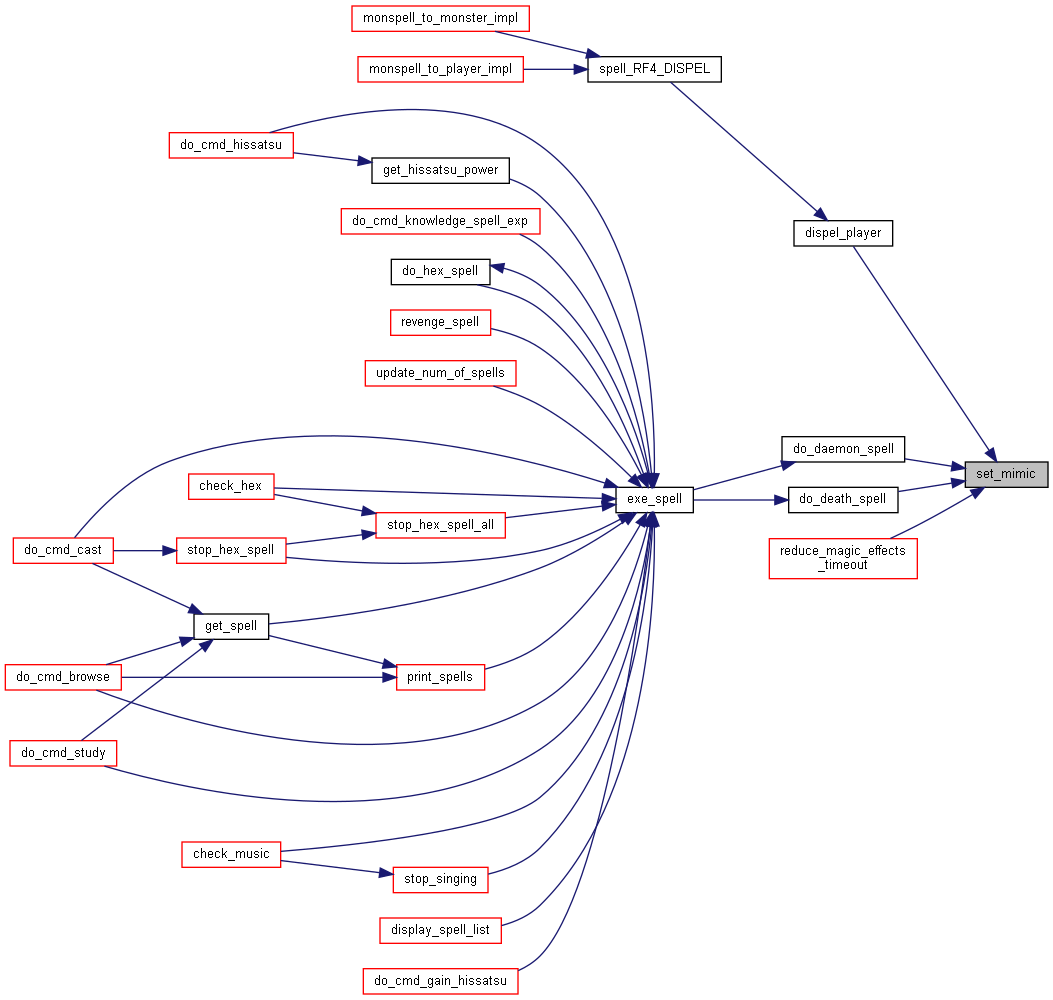 monspell_to_monster_impl
monspell_to_player_impl
spell_RF4_DISPEL
do_cmd_hissatsu
get_hissatsu_power
do_cmd_knowledge_spell_exp
dispel_player
do_hex_spell
revenge_spell
update_num_of_spells
do_daemon_spell
set_mimic
check_hex
exe_spell
do_death_spell
stop_hex_spell_all
do_cmd_cast
stop_hex_spell
reduce_magic_effects
_timeout
get_spell
do_cmd_browse
print_spells
do_cmd_study
check_music
stop_singing
display_spell_list
do_cmd_gain_hissatsu